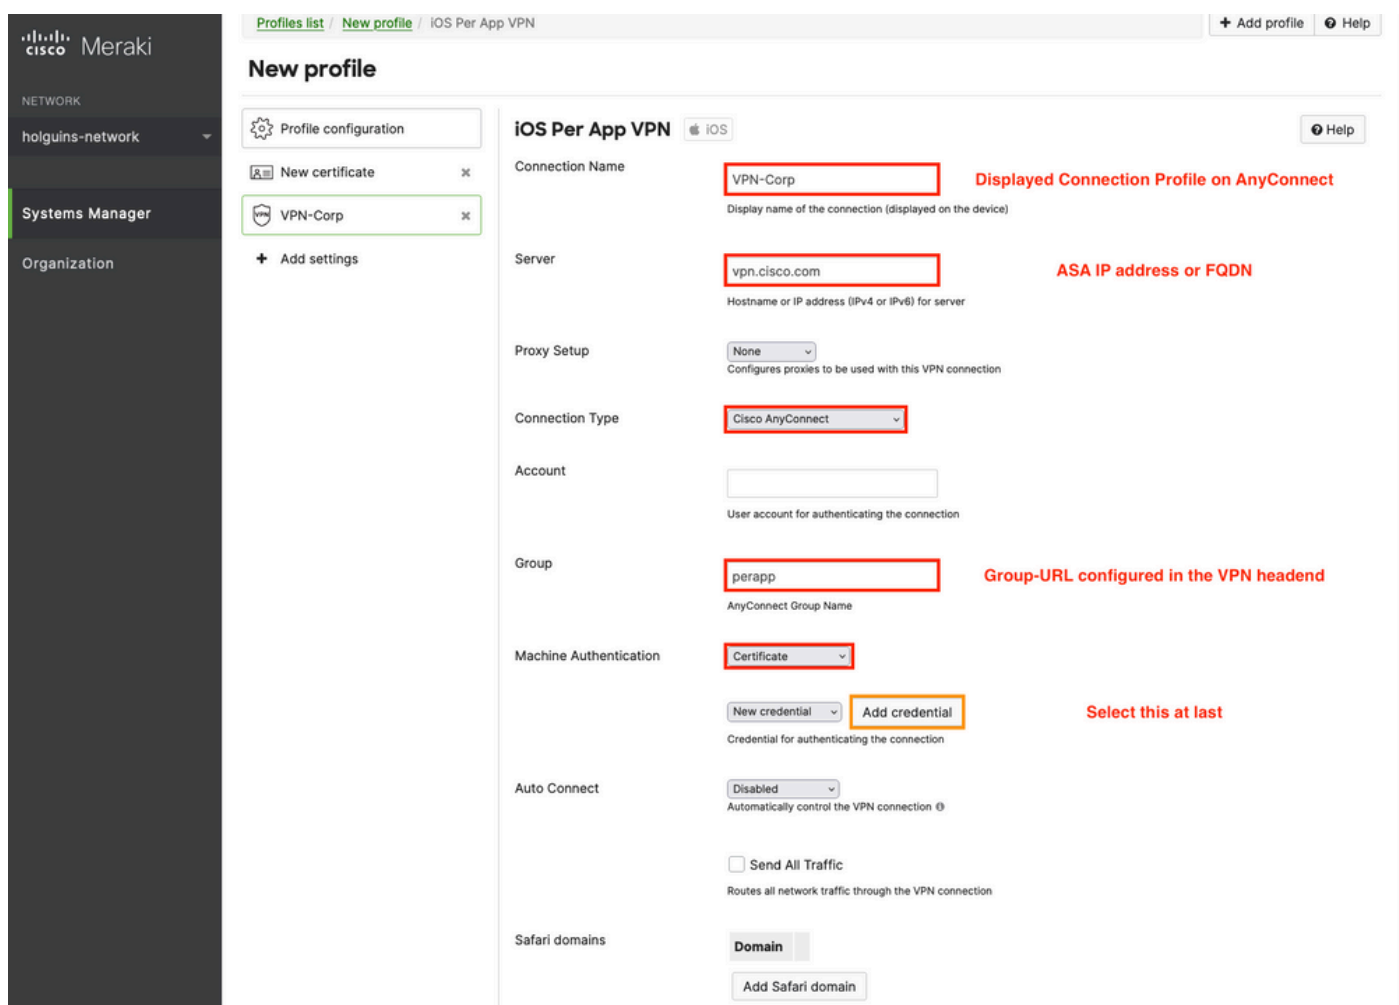 Profiles list / New profile / iOS Per App VPN
+ Add profile
Help
cisco Meraki
New profile
NETWORK
holguins-network
Systems Manager
Organization
Profile configuration
New certificate
VPN
VPN-Corp
+ Add settings
iOS Per App VPN
iOS
Help
Connection Name
VPN-Corp
Displayed Connection Profile on AnyConnect
Display name of the connection (displayed on the device)
Server
vpn.cisco.com
ASA IP address or FQDN
Hostname or IP address (IPv4 or IPv6) for server
Proxy Setup
None
Configures proxies to be used with this VPN connection
Connection Type
Cisco AnyConnect
Account
User account for authenticating the connection
Group
perapp
Group-URL configured in the VPN headend
AnyConnect Group Name
Machine Authentication
Certificate
New credential
Add credential
Select this at last
Credential for authenticating the connection
Auto Connect
Disabled
Automatically control the VPN connection
Send All Traffic
Routes all network traffic through the VPN connection
Safari domains
Domain
Add Safari domain